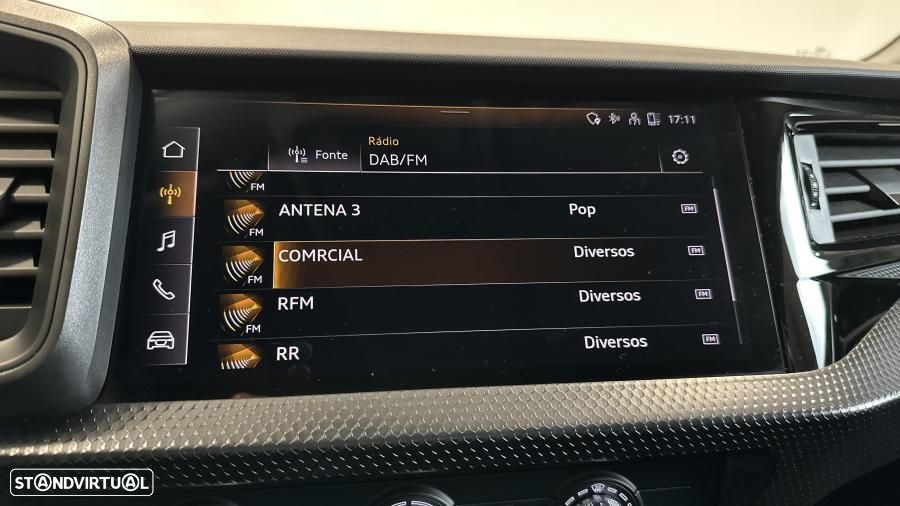 17:11
Rádio
Fonte DAB/FM
FM
ANTENA 3 Pop FM
FM
COMRCIAL Diversos FM
FM
RFM Diversos FM
FM
RR Diversos FM
STANDVIRTUAL